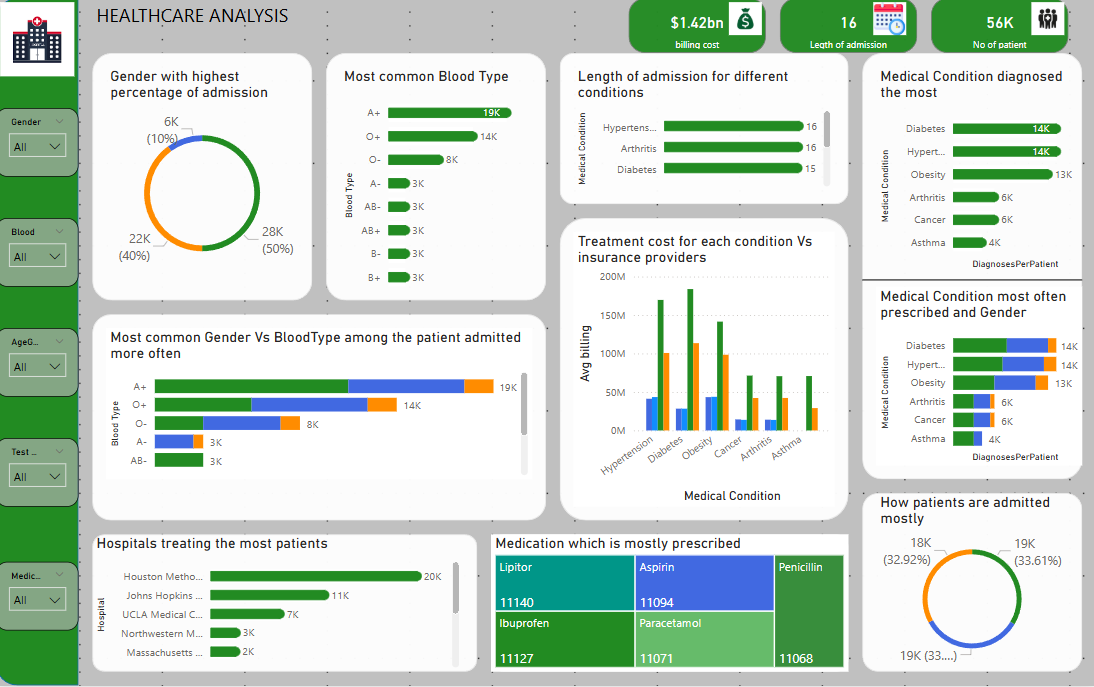 HEALTHCARE ANALYSIS
$1.42bn
billing cost
16
Legth of admission
56K
No of patient
Gender
All
Blood
All
AgeG...
All
Test ...
All
Medic...
All
Gender with highest
percentage of admission
6K
(10%)
22K
(40%)
28K
(50%)
Most common Blood Type
Blood Type
A+ 19K
O+ 14K
O- 8K
A- 3K
AB- 3K
AB+ 3K
B- 3K
B+ 3K
Length of admission for different
conditions
Medical Condition
Hypertens... 16
Arthritis 16
Diabetes 15
Medical Condition diagnosed
the most
Medical Condition
Diabetes 14K
Hypert... 14K
Obesity 13K
Arthritis 6K
Cancer 6K
Asthma 4K
DiagnosesPerPatient
Treatment cost for each condition Vs
insurance providers
Avg billing
200M
150M
100M
50M
0M
Hypertension
Diabetes
Obesity
Cancer
Arthritis
Asthma
Medical Condition
Medical Condition most often
prescribed and Gender
Medical Condition
Diabetes 14K
Hypert... 14K
Obesity 13K
Arthritis 6K
Cancer 6K
Asthma 4K
DiagnosesPerPatient
Most common Gender Vs BloodType among the patient admitted
more often
Blood Type
A+ 19K
O+ 14K
O- 8K
A- 3K
AB- 3K
Hospitals treating the most patients
Hospital
Houston Metho... 20K
Johns Hopkins ... 11K
UCLA Medical C... 7K
Northwestern M... 3K
Massachusetts ... 2K
Medication which is mostly prescribed
Lipitor
11140
Aspirin
11094
Penicillin
11068
Ibuprofen
11127
Paracetamol
11071
How patients are admitted
mostly
18K
(32.92%)
19K
(33.61%)
19K (33....)